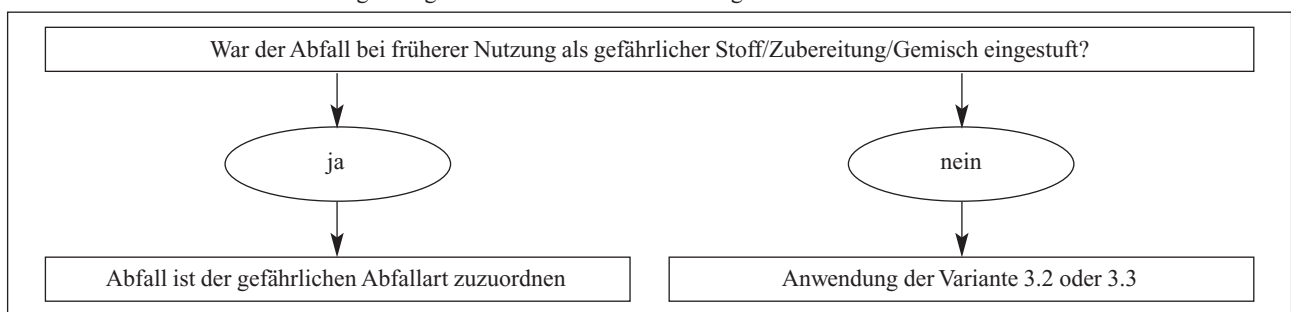 War der Abfall bei früherer Nutzung als gefährlicher Stoff/Zubereitung/Gemisch eingestuft?
ja
nein
Abfall ist der gefährlichen Abfallart zuzuordnen
Anwendung der Variante 3.2 oder 3.3